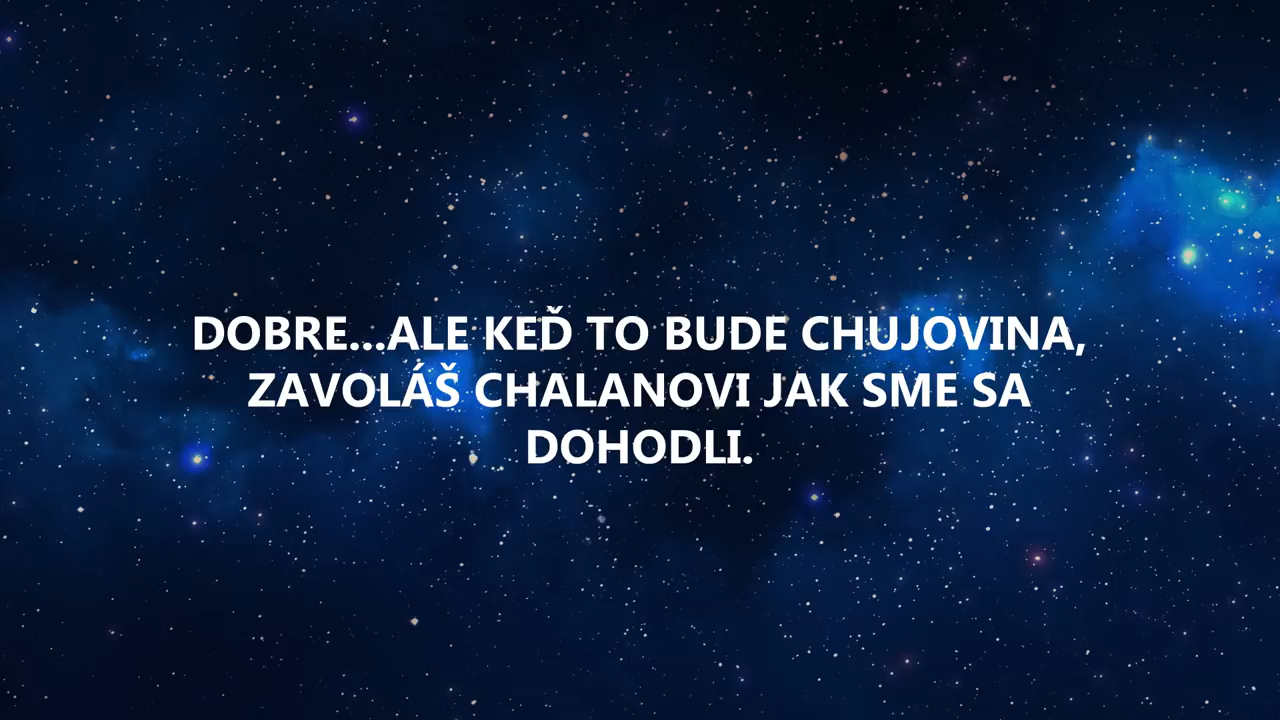 DOBRE...ALE KEĎ TO BUDE CHUJOVINA,
ZAVOLÁŠ CHALANOVI JAK SME SA
DOHODLI.